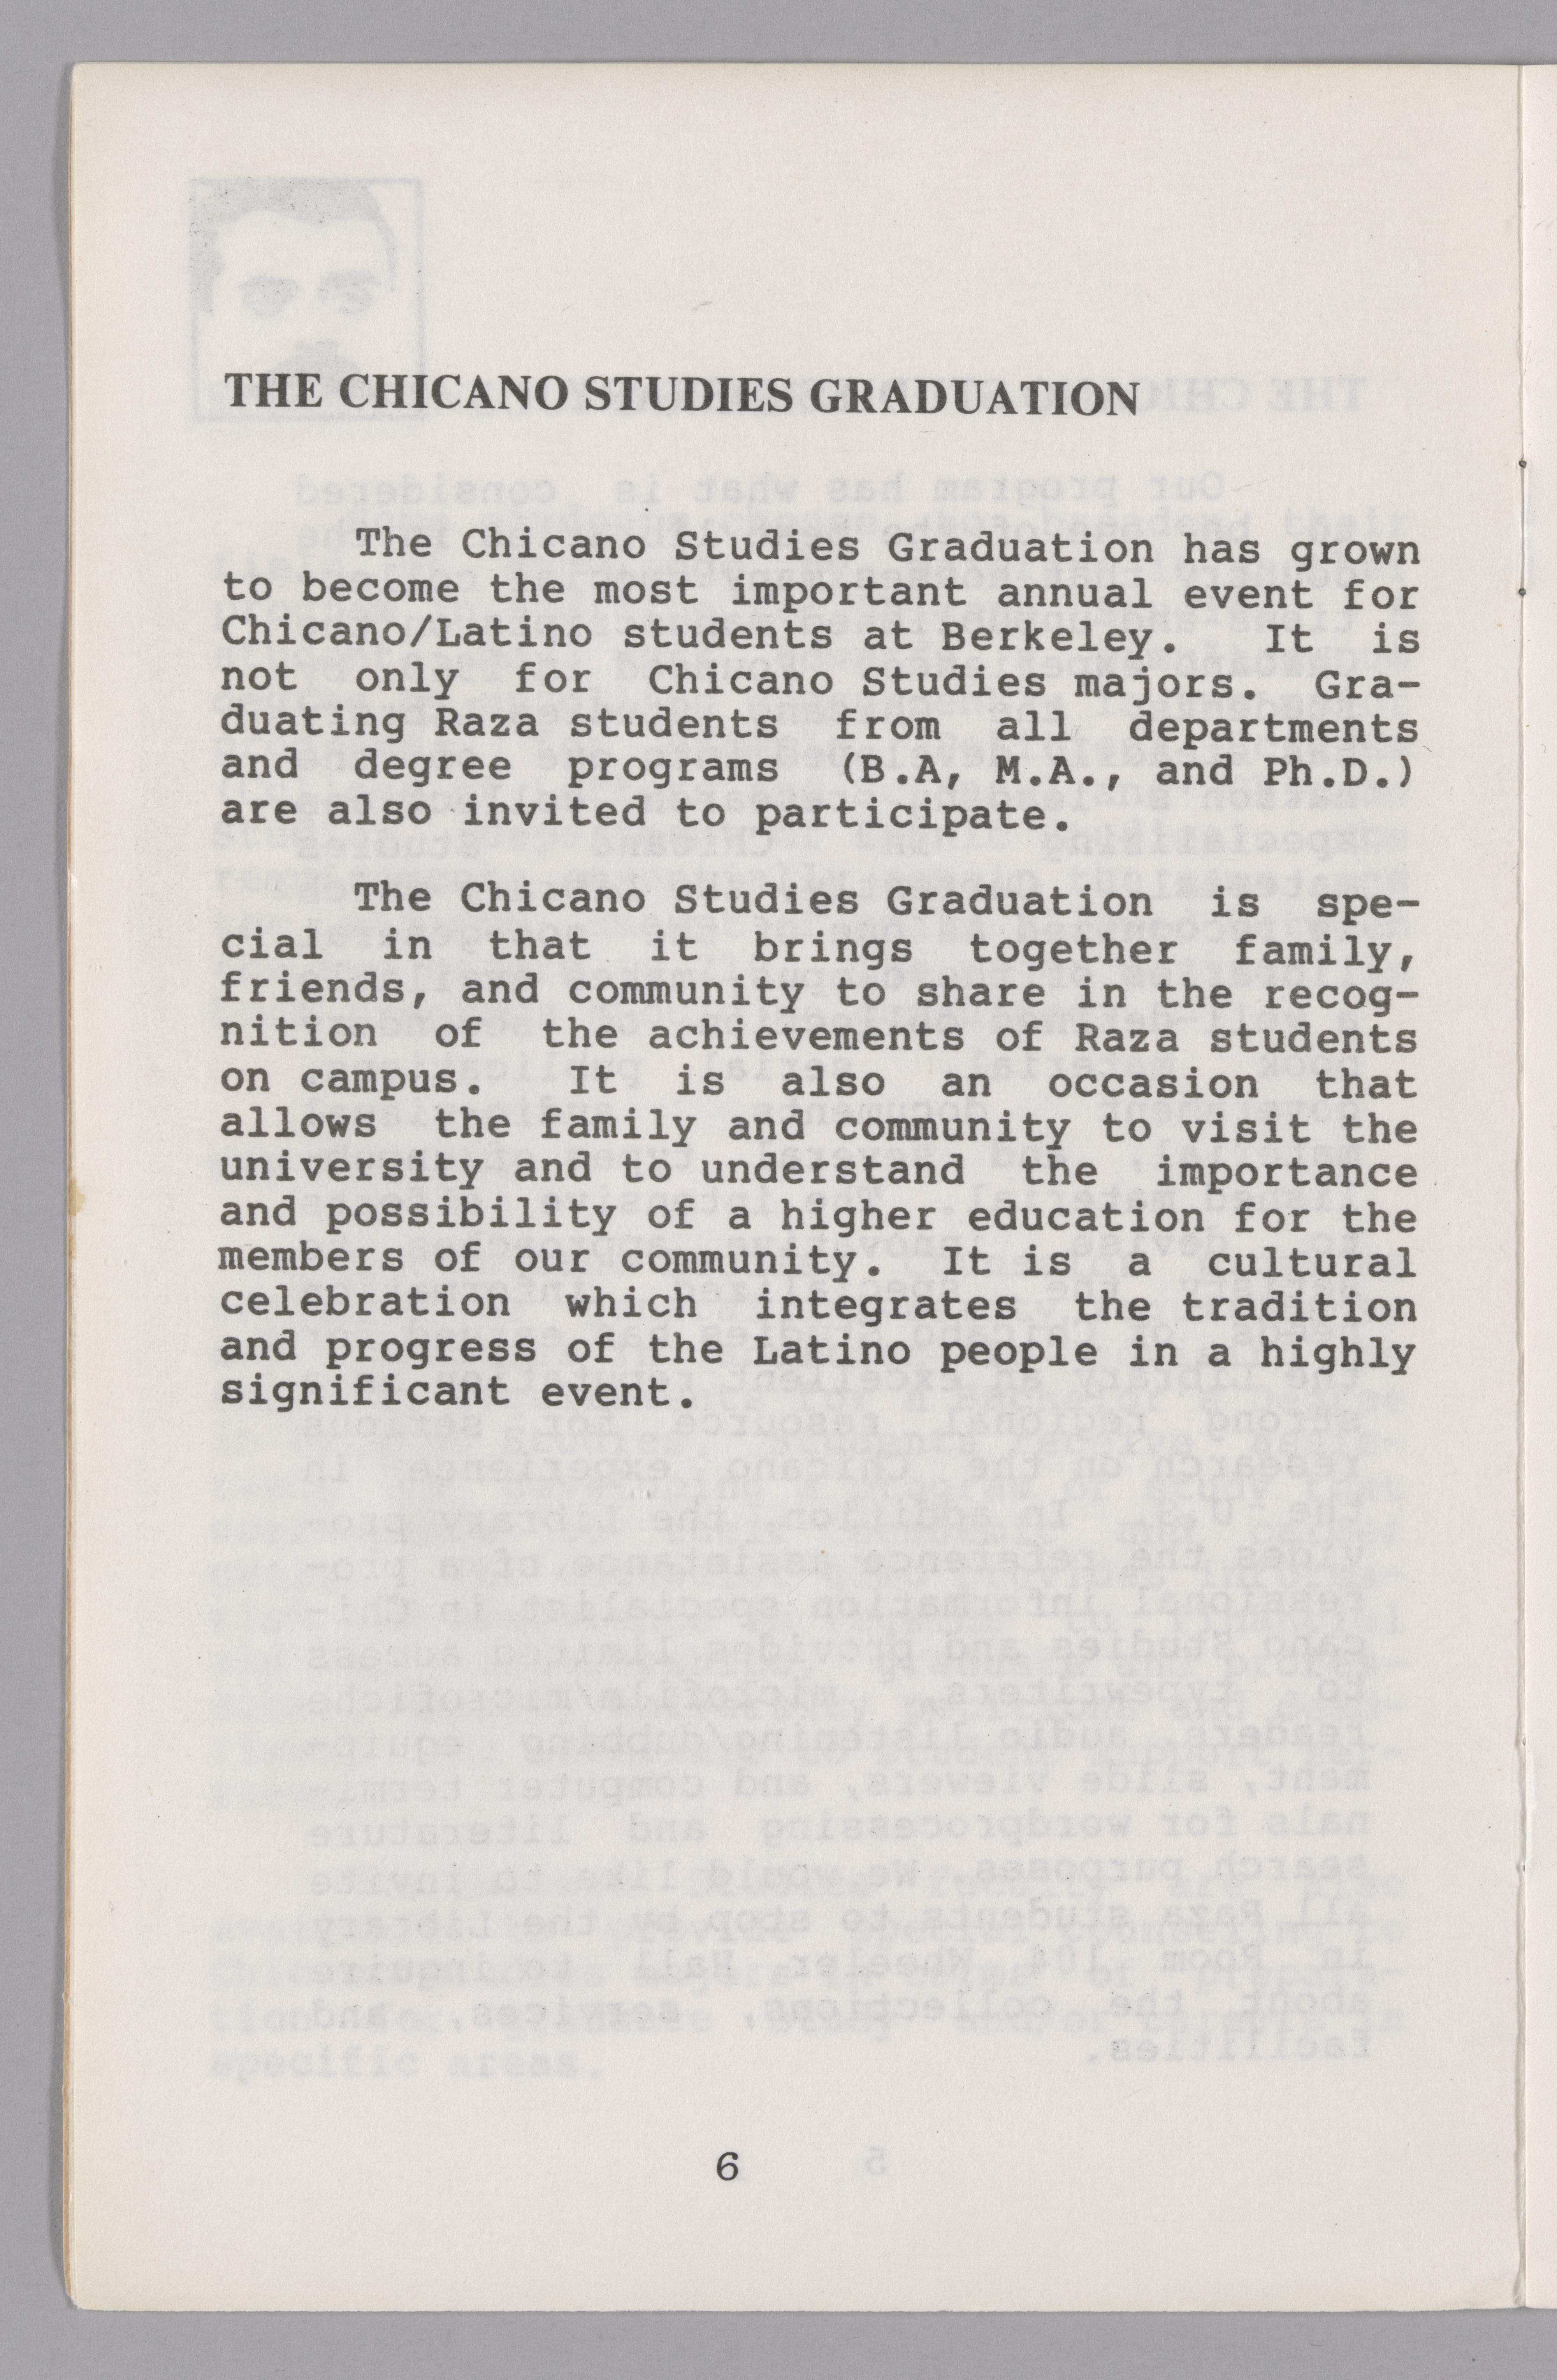 THE CHICANO STUDIES GRADUATION
The Chicano Studies Graduation has grown
to become the most important annual event for
Chicano/Latino students at Berkeley. It is
not only for Chicano Studies majors. Gra-
duating Raza students from all departments
and degree programs (B.A, M.A., and Ph.D.)
are also invited to participate.
The Chicano Studies Graduation is spe-
cial in that it brings together family,
friends, and community to share in the recog-
nition of the achievements of Raza students
on campus. It is also an occasion that
allows the family and community to visit the
university and to understand the importance
and possibility of a higher education for the
members of our community. It is a cultural
celebration which integrates the tradition
and progress of the Latino people in a highly
significant event.
6